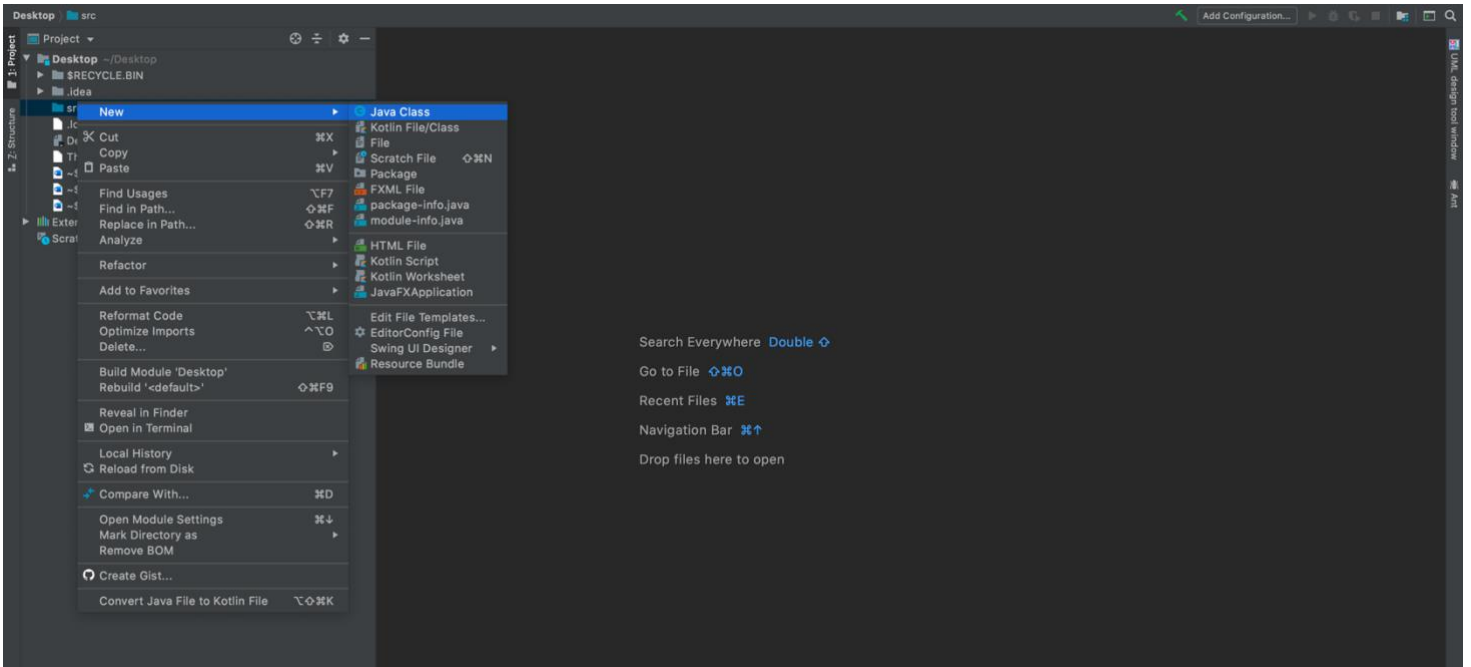 Desktop src
Add Configuration...
1: Project
Z: Structure
Project
Desktop ~/Desktop
$RECYCLE.BIN
.idea
New
Cut ⌘X
Copy
Paste ⌘V
Find Usages ⌥F7
Find in Path... ⇧⌘F
Replace in Path... ⇧⌘R
Analyze
Refactor
Add to Favorites
Reformat Code ⌥⌘L
Optimize Imports ^⌥O
Delete... ⌦
Build Module 'Desktop'
Rebuild '<default>' ⇧⌘F9
Reveal in Finder
Open in Terminal
Local History
Reload from Disk
Compare With... ⌘D
Open Module Settings ⌘↓
Mark Directory as
Remove BOM
Create Gist...
Convert Java File to Kotlin File ⌥⇧⌘K
Java Class
Kotlin File/Class
File
Scratch File ⇧⌘N
Package
FXML File
package-info.java
module-info.java
HTML File
Kotlin Script
Kotlin Worksheet
JavaFXApplication
Edit File Templates...
EditorConfig File
Swing UI Designer
Resource Bundle
Search Everywhere Double ⇧
Go to File ⇧⌘O
Recent Files ⌘E
Navigation Bar ⌘↑
Drop files here to open
UML design tool window
Ant